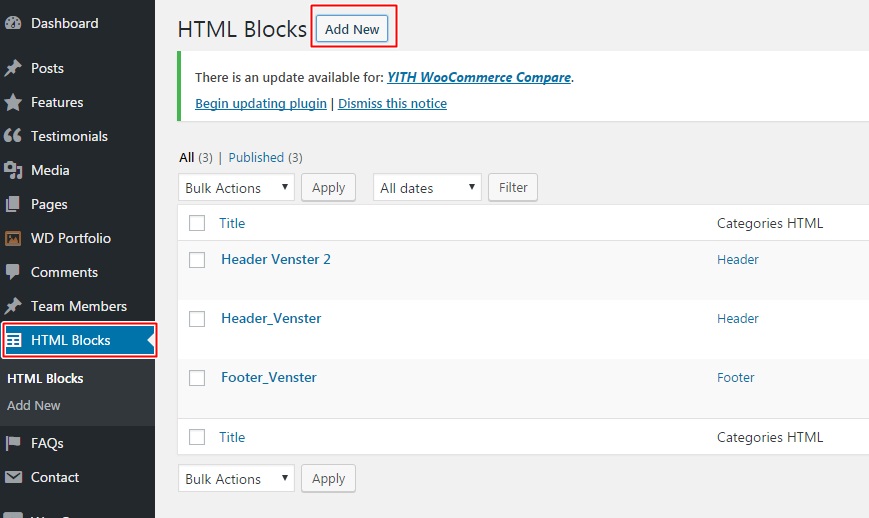 Dashboard
Posts
Features
Testimonials
Media
Pages
WD Portfolio
Comments
Team Members
HTML Blocks
HTML Blocks
Add New
FAQs
Contact
HTML Blocks Add New
There is an update available for: YITH WooCommerce Compare.
Begin updating plugin | Dismiss this notice
All (3) | Published (3)
Bulk Actions Apply All dates Filter
Title Categories HTML
Header Venster 2 Header
Header_Venster Header
Footer_Venster Footer
Title Categories HTML
Bulk Actions Apply